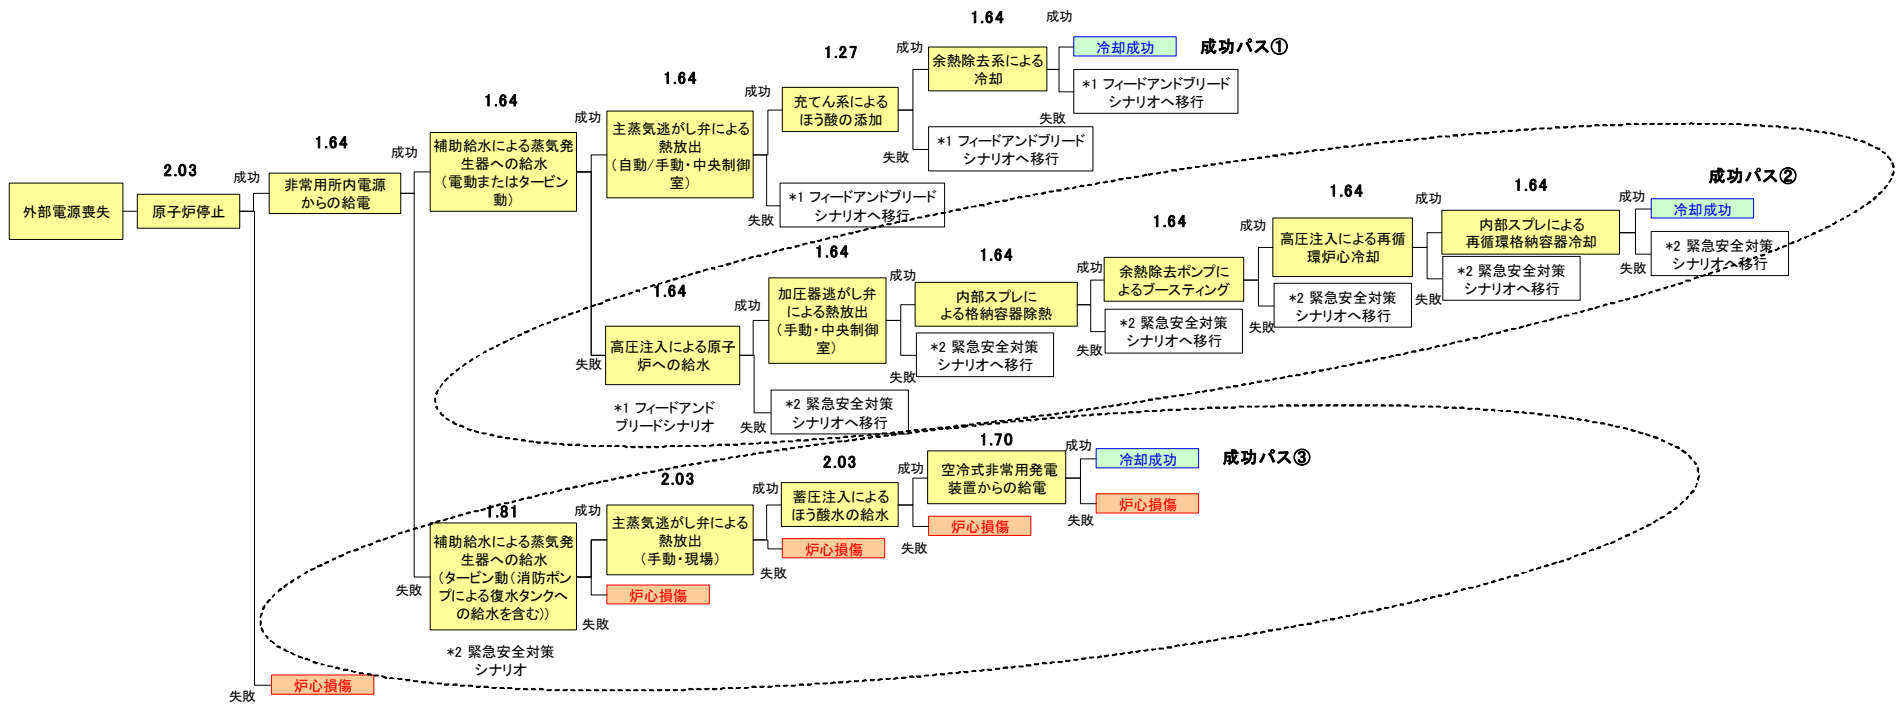 外部電源喪失
2.03
原子炉停止
成功
失敗
炉心損傷
1.64
非常用所内電源
からの給電
成功
失敗
1.64
補助給水による蒸気発
生器への給水
（電動またはタービン
動）
成功
失敗
1.64
主蒸気逃がし弁による
熱放出
（自動/手動・中央制御
室）
成功
失敗
*1 フィードアンドブリード
シナリオへ移行
1.27
充てん系による
ほう酸の添加
成功
失敗
*1 フィードアンドブリード
シナリオへ移行
1.64
余熱除去系による
冷却
成功
冷却成功
成功パス①
失敗
*1 フィードアンドブリード
シナリオへ移行
1.64
高圧注入による原子
炉への給水
*1 フィードアンド
ブリードシナリオ
成功
失敗
*2 緊急安全対策
シナリオへ移行
1.64
加圧器逃がし弁
による熱放出
（手動・中央制御
室）
成功
失敗
*2 緊急安全対策
シナリオへ移行
1.64
内部スプレに
よる格納容器除熱
成功
失敗
*2 緊急安全対策
シナリオへ移行
1.64
余熱除去ポンプに
よるブースティング
成功
失敗
*2 緊急安全対策
シナリオへ移行
1.64
高圧注入による再循
環炉心冷却
成功
失敗
*2 緊急安全対策
シナリオへ移行
1.64
内部スプレによる
再循環格納容器冷却
成功
冷却成功
成功パス②
失敗
*2 緊急安全対策
シナリオへ移行
1.81
補助給水による蒸気発
生器への給水
（タービン動（消防ポン
プによる復水タンクへ
の給水を含む））
*2 緊急安全対策
シナリオ
成功
失敗
炉心損傷
2.03
主蒸気逃がし弁による
熱放出
（手動・現場）
成功
失敗
炉心損傷
2.03
蓄圧注入による
ほう酸水の給水
成功
失敗
炉心損傷
1.70
空冷式非常用発電
装置からの給電
成功
冷却成功
成功パス③
失敗
炉心損傷